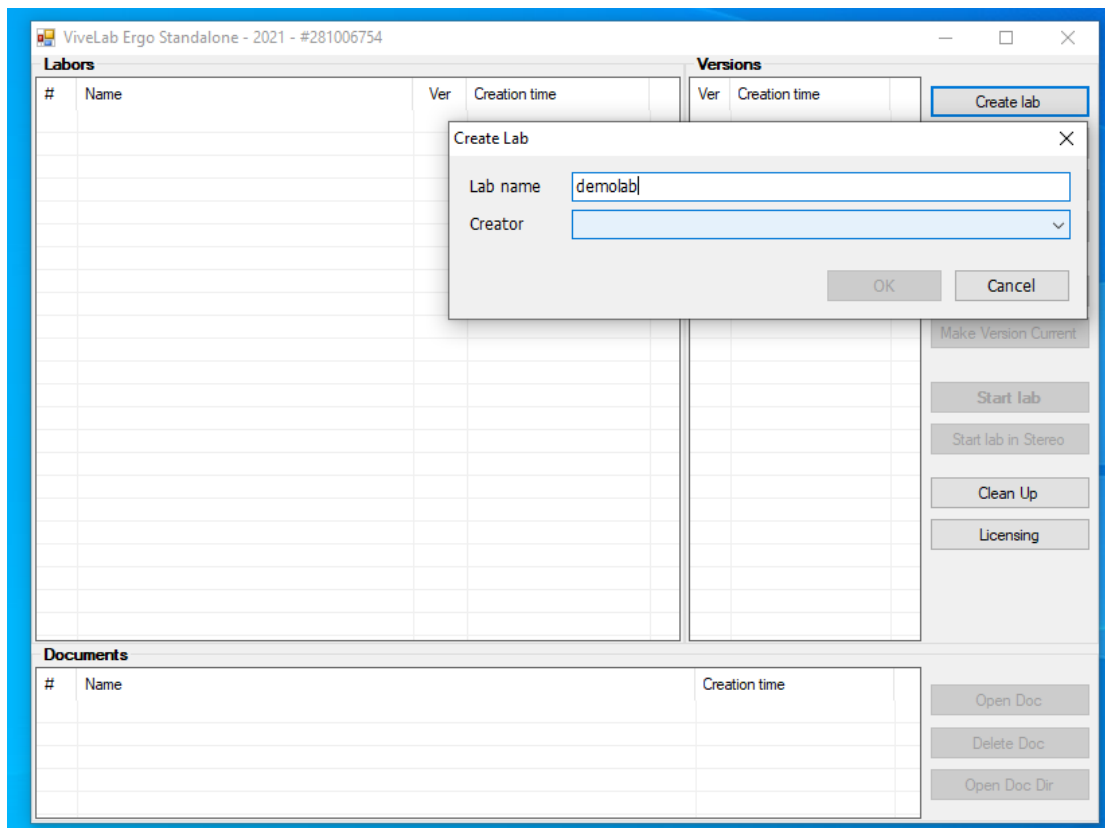 ViveLab Ergo Standalone - 2021 - #281006754
Labors
# Name Ver Creation time
Versions
Ver Creation time
Create lab
Create Lab
Lab name demolab
Creator
OK Cancel
Make Version Current
Start lab
Start lab in Stereo
Clean Up
Licensing
Documents
# Name Creation time
Open Doc
Delete Doc
Open Doc Dir